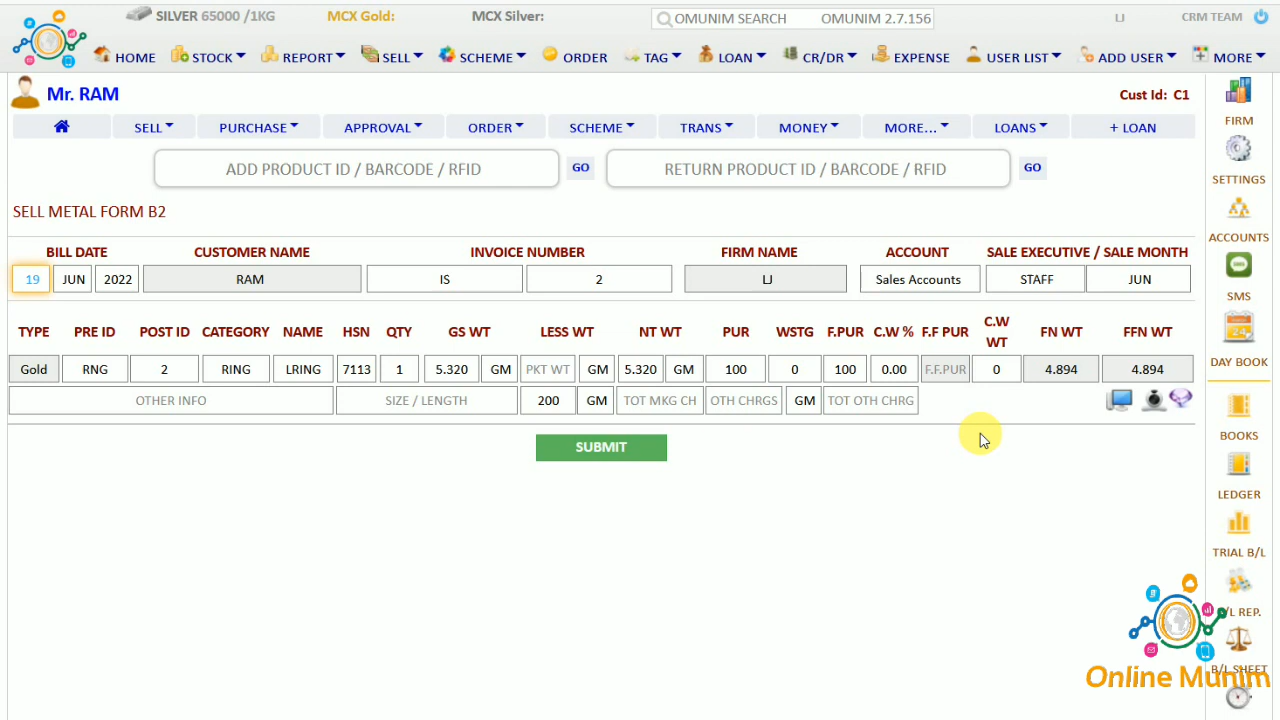 SILVER 65000 /1KG MCX Gold: MCX Silver: OMUNIM SEARCH OMUNIM 2.7.156 LJ CRM TEAM
HOME STOCK REPORT SELL SCHEME ORDER TAG LOAN CR/DR EXPENSE USER LIST ADD USER MORE
Mr. RAM Cust Id: C1
SELL PURCHASE APPROVAL ORDER SCHEME TRANS MONEY MORE... LOANS + LOAN
ADD PRODUCT ID / BARCODE / RFID GO RETURN PRODUCT ID / BARCODE / RFID GO
SELL METAL FORM B2
BILL DATE CUSTOMER NAME INVOICE NUMBER FIRM NAME ACCOUNT SALE EXECUTIVE / SALE MONTH
19 JUN 2022 RAM IS 2 LJ Sales Accounts STAFF JUN
TYPE PRE ID POST ID CATEGORY NAME HSN QTY GS WT LESS WT NT WT PUR WSTG F.PUR C.W % F.F PUR C.W WT FN WT FFN WT
Gold RNG 2 RING LRING 7113 1 5.320 GM PKT WT GM 5.320 GM 100 0 100 0.00 F.F.PUR 0 4.894 4.894
OTHER INFO SIZE / LENGTH 200 GM TOT MKG CH OTH CHRGS GM TOT OTH CHRG
SUBMIT
FIRM
SETTINGS
ACCOUNTS
SMS
DAY BOOK
BOOKS
LEDGER
TRIAL B/L
/L REP.
B/L SHEET
Online Munim